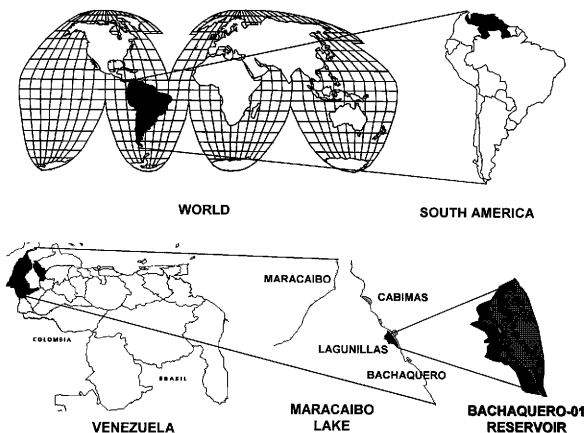 WORLD
SOUTH AMERICA
MARACAIBO
CABIMAS
LAGUNILLAS
BACHAQUERO
COLOMBIA
BRASIL
VENEZUELA
MARACAIBO
LAKE
BACHAQUERO-01
RESERVOIR